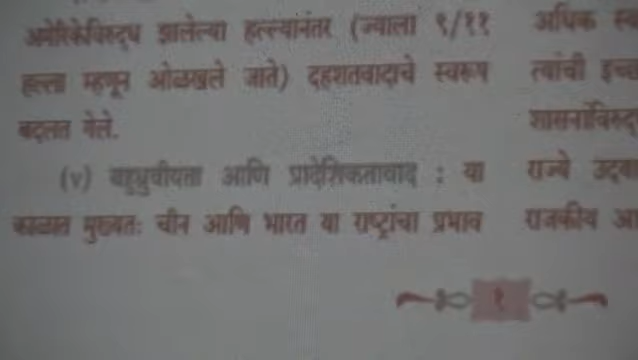 अमेरिकेविरुद्ध झालेल्या हल्ल्यानंतर (ज्याला ९/११
हल्ला म्हणून ओळखले जाते) दहशतवादाचे स्वरूप
बदलत गेले.
(v) बहुध्रुवीयता आणि प्रादेशिकतावाद : या
काळात मुख्यतः चीन आणि भारत या राष्ट्रांचा प्रभाव
अधिक
त्यांची
राज्ये
राजकीय
१